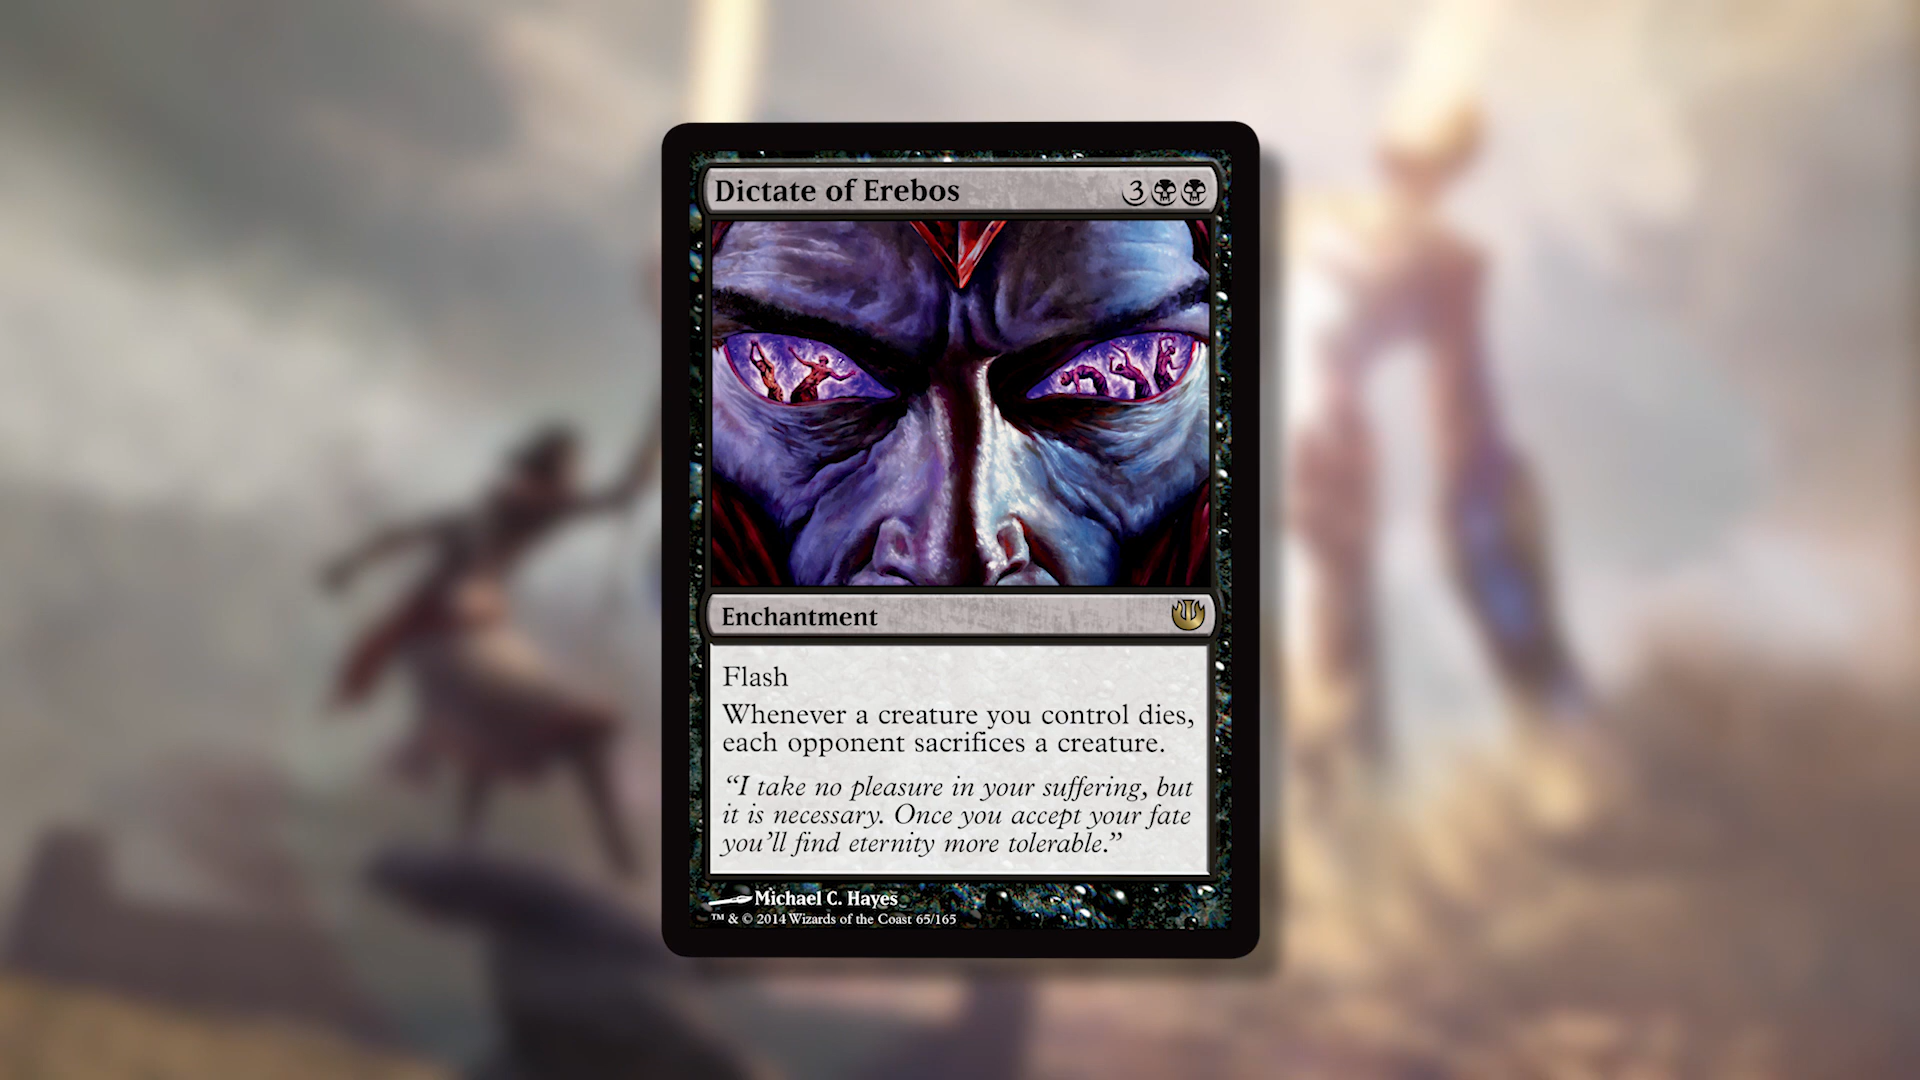 Dictate of Erebos 3
Enchantment
Flash
Whenever a creature you control dies,
each opponent sacrifices a creature.
“I take no pleasure in your suffering, but
it is necessary. Once you accept your fate
you’ll find eternity more tolerable.”
Michael C. Hayes
™ & © 2014 Wizards of the Coast 65/165